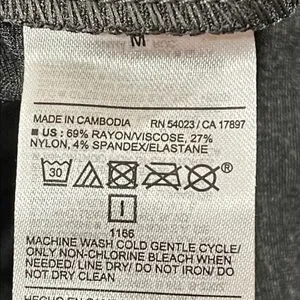 M
MADE IN CAMBODIA RN 54023 / CA 17897
■ US : 69% RAYON/VISCOSE, 27%
NYLON, 4% SPANDEX/ELASTANE
30
®
I
1166
MACHINE WASH COLD GENTLE CYCLE/
ONLY NON-CHLORINE BLEACH WHEN
NEEDED/ LINE DRY/ DO NOT IRON/ DO
NOT DRY CLEAN